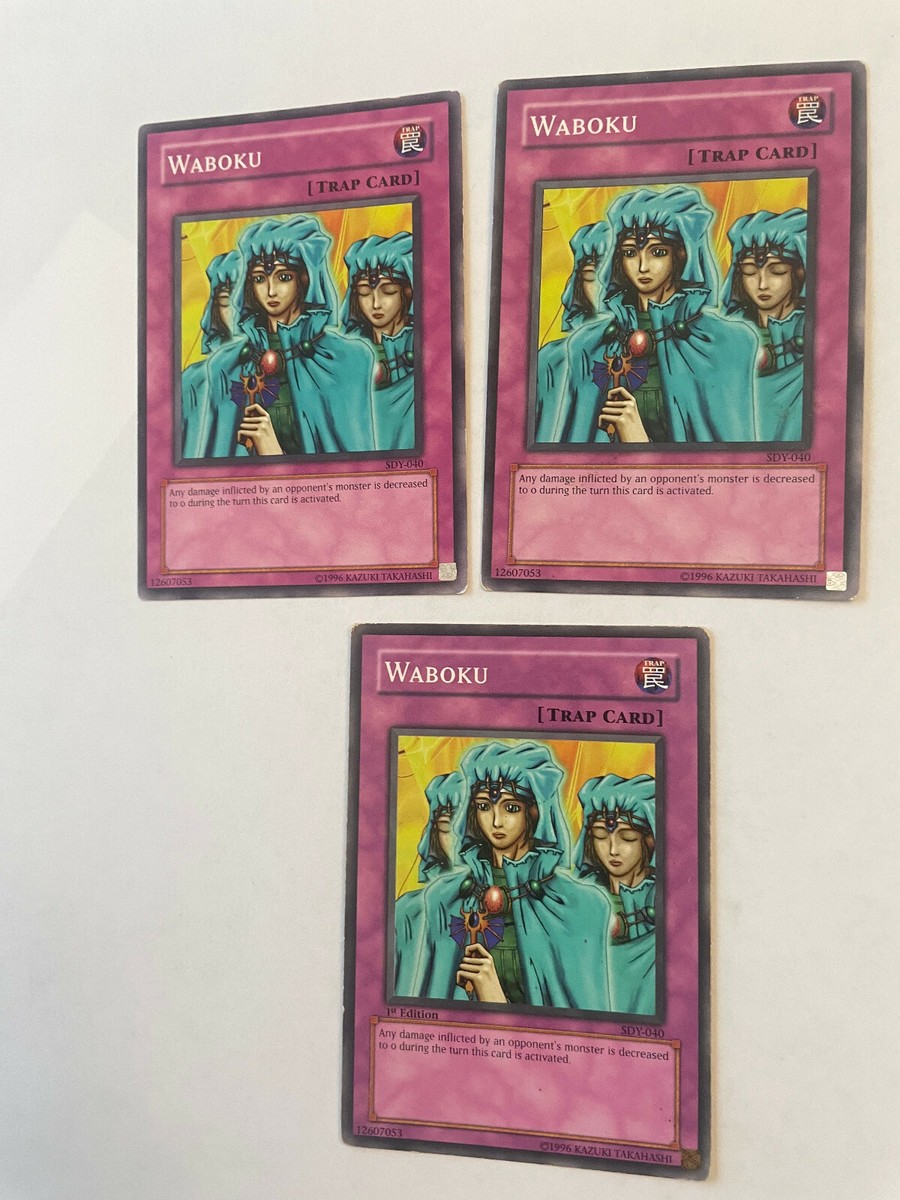 WABOKU
TRAP
罠
[TRAP CARD]
SDY-040
Any damage inflicted by an opponent's monster is decreased
to 0 during the turn this card is activated.
12607053
©1996 KAZUKI TAKAHASHI
WABOKU
TRAP
罠
[TRAP CARD]
SDY-040
Any damage inflicted by an opponent's monster is decreased
to 0 during the turn this card is activated.
12607053
©1996 KAZUKI TAKAHASHI
WABOKU
TRAP
罠
[TRAP CARD]
1st Edition
SDY-040
Any damage inflicted by an opponent's monster is decreased
to 0 during the turn this card is activated.
12607053
©1996 KAZUKI TAKAHASHI